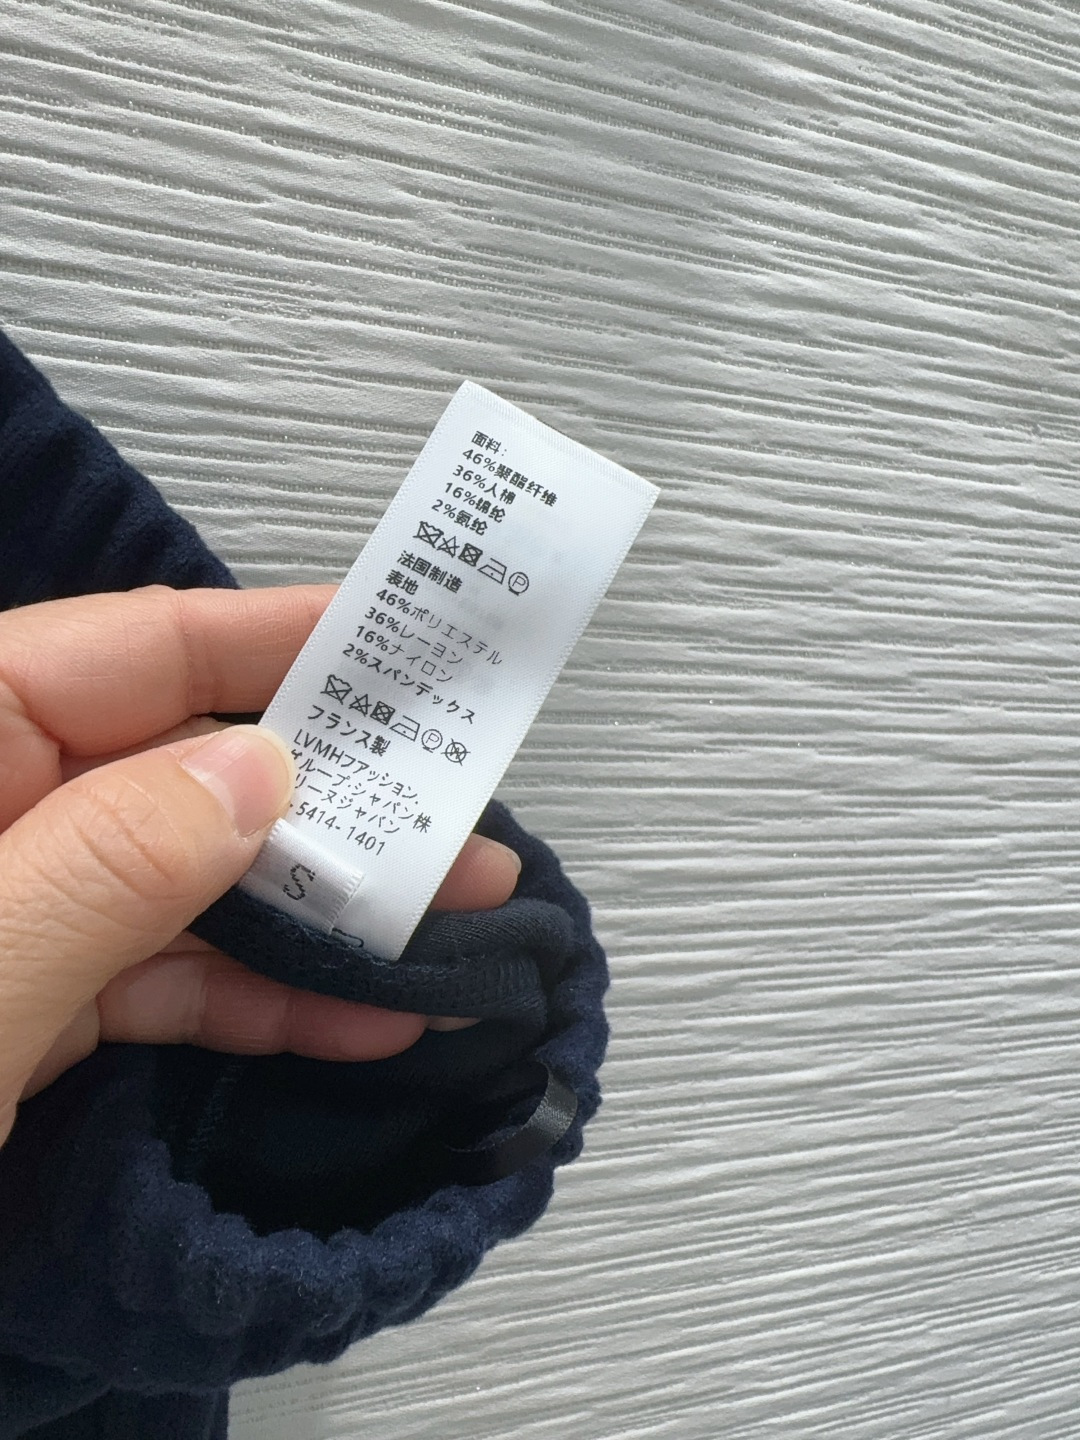 面料:
46%聚酯纤维
36%人棉
16%锦纶
2%氨纶
P
法国制造
表地
46%ポリエステル
36%レーヨン
16%ナイロン
2%スパンデックス
P
フランス製
LVMHファッション.
グループ·ジャパン株
リーヌジャパン
5414-1401
S